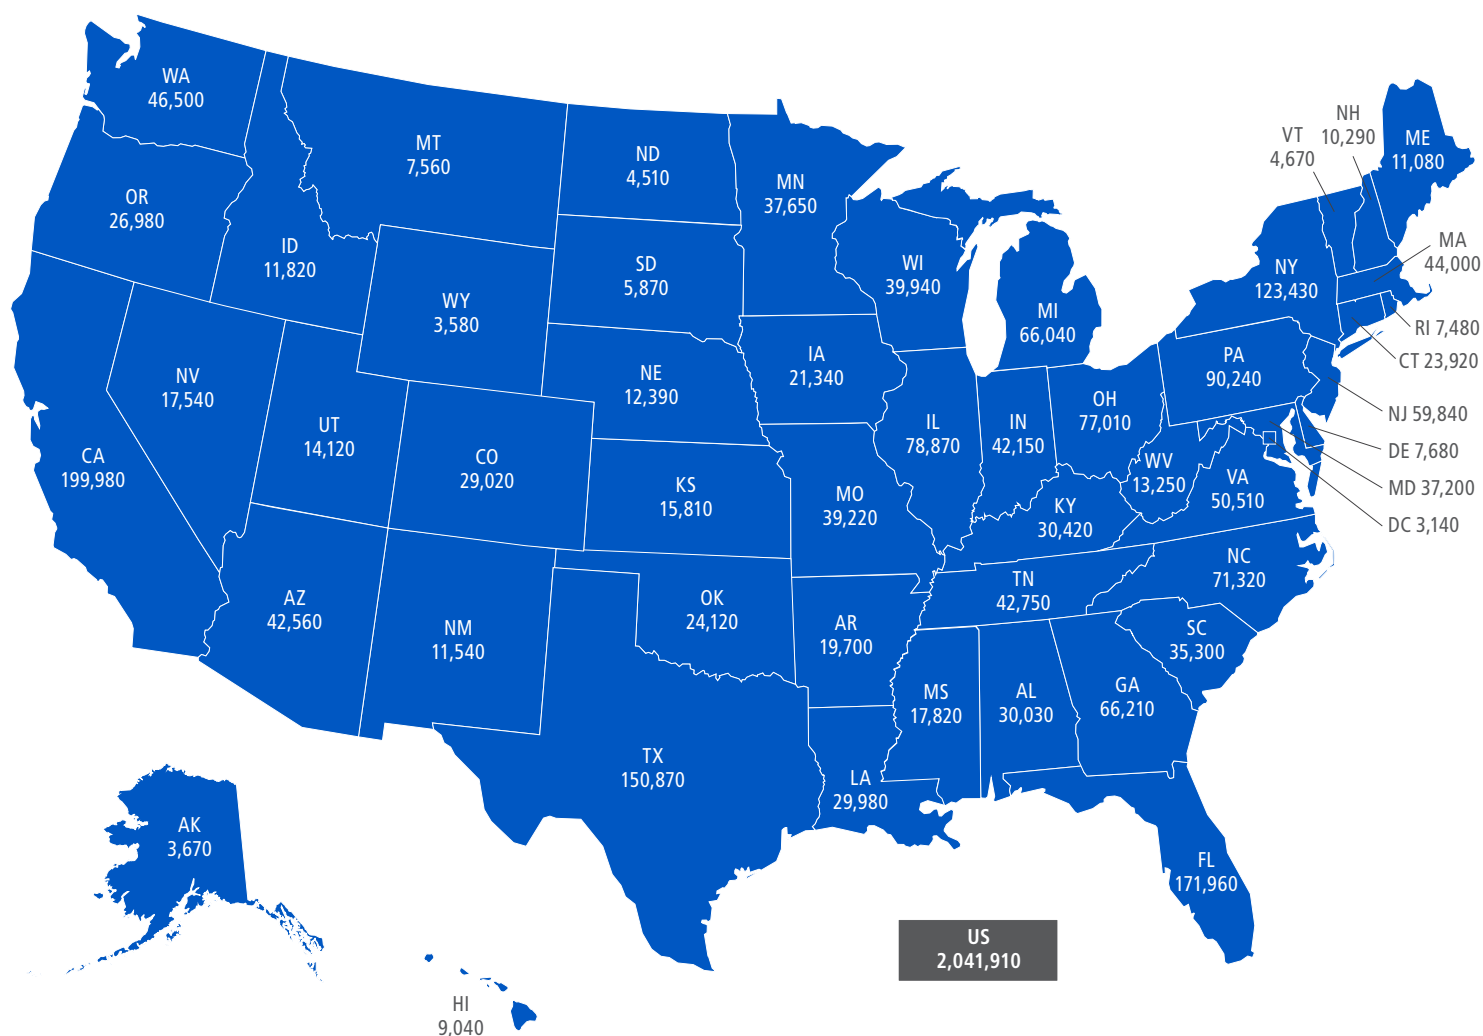 WA
46,500
MT
7,560
ND
4,510
MN
37,650
VT
4,670
NH
10,290
ME
11,080
OR
26,980
ID
11,820
SD
5,870
WI
39,940
MI
66,040
NY
123,430
MA
44,000
WY
3,580
RI 7,480
CT 23,920
NV
17,540
UT
14,120
NE
12,390
IA
21,340
PA
90,240
OH
77,010
NJ 59,840
CA
199,980
CO
29,020
KS
15,810
MO
39,220
IL
78,870
IN
42,150
WV
13,250
VA
50,510
DE 7,680
MD 37,200
DC 3,140
KY
30,420
NC
71,320
AZ
42,560
NM
11,540
OK
24,120
AR
19,700
TN
42,750
SC
35,300
MS
17,820
AL
30,030
GA
66,210
TX
150,870
LA
29,980
AK
3,670
FL
171,960
US
2,041,910
HI
9,040